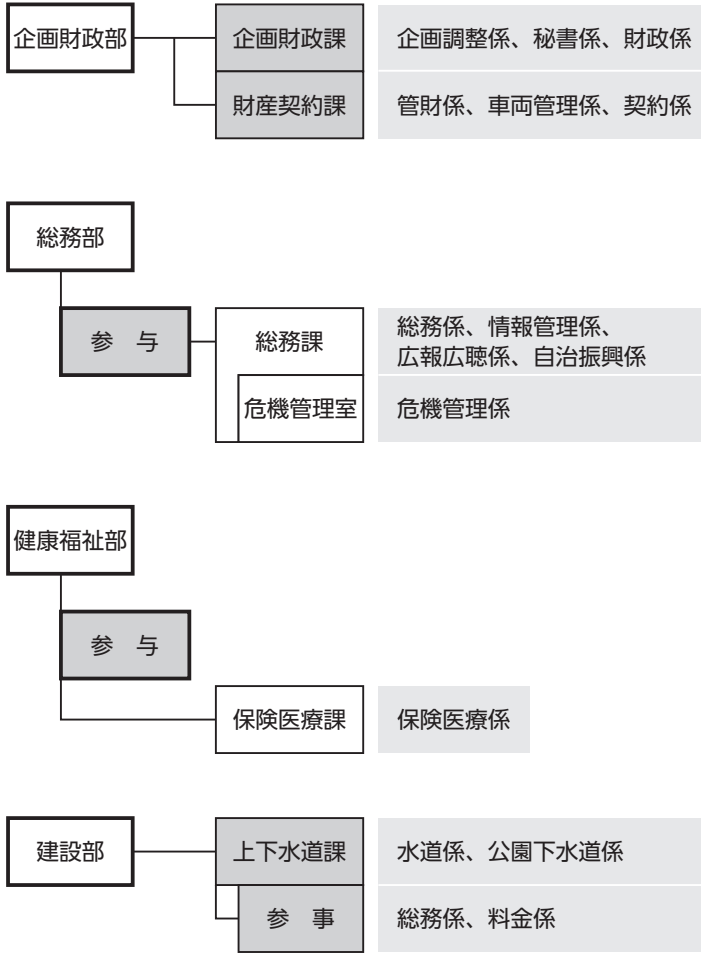 企画財政部
企画財政課
企画調整係、秘書係、財政係
財産契約課
管財係、車両管理係、契約係
総務部
参　与
総務課
総務係、情報管理係、
広報広聴係、自治振興係
危機管理室
危機管理係
健康福祉部
参　与
保険医療課
保険医療係
建設部
上下水道課
水道係、公園下水道係
参　事
総務係、料金係